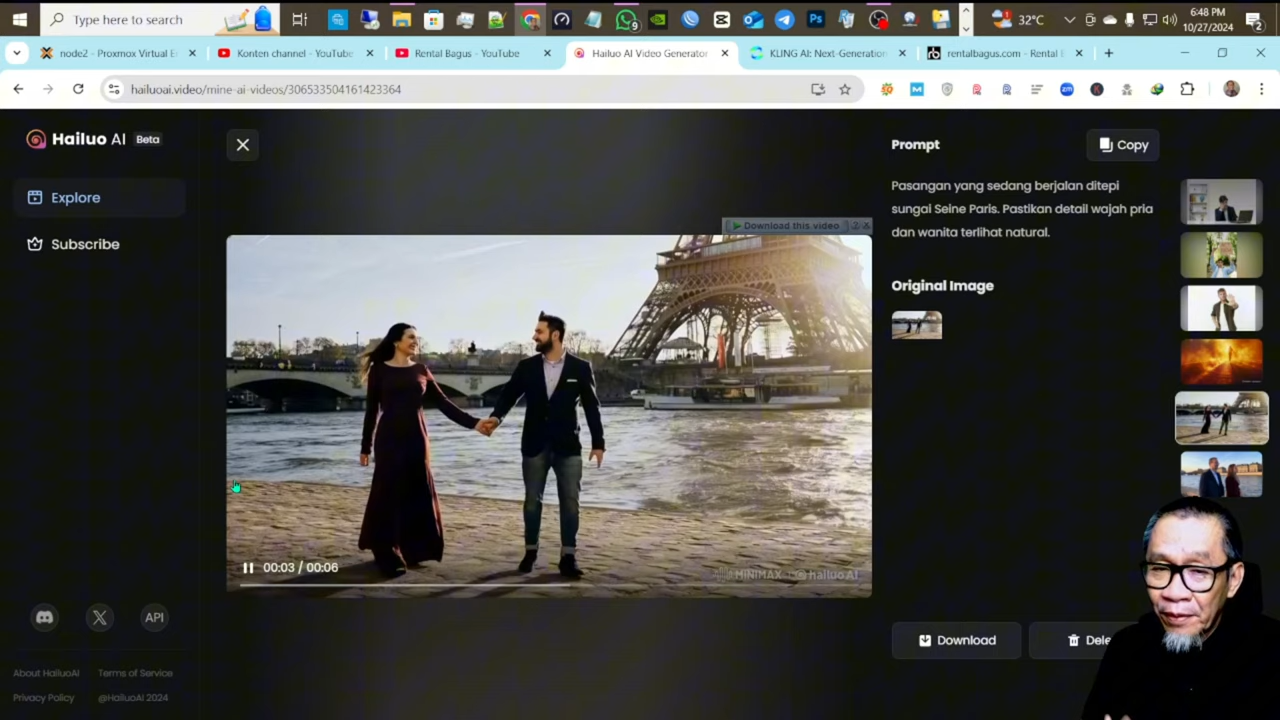 Type here to search
9
Ps
32°C
6:48 PM
10/27/2024
2
node2 - Proxmox Virtual E
Konten channel - YouTube
Rental Bagus - YouTube
Hailuo AI Video Generator
KLING AI: Next-Generation
rentalbagus.com - Rental B
hailuoai.video/mine-ai-videos/306533504161423364
Hailuo AI Beta
Explore
Subscribe
Prompt
Copy
Pasangan yang sedang berjalan ditepi
sungai Seine Paris. Pastikan detail wajah pria
dan wanita terlihat natural.
Download this video ? X
Original Image
00:03 / 00:06
MINIMAX hailuo AI
Download
Dele
API
About HailuoAI
Terms of Service
Privacy Policy
@HailuoAI 2024